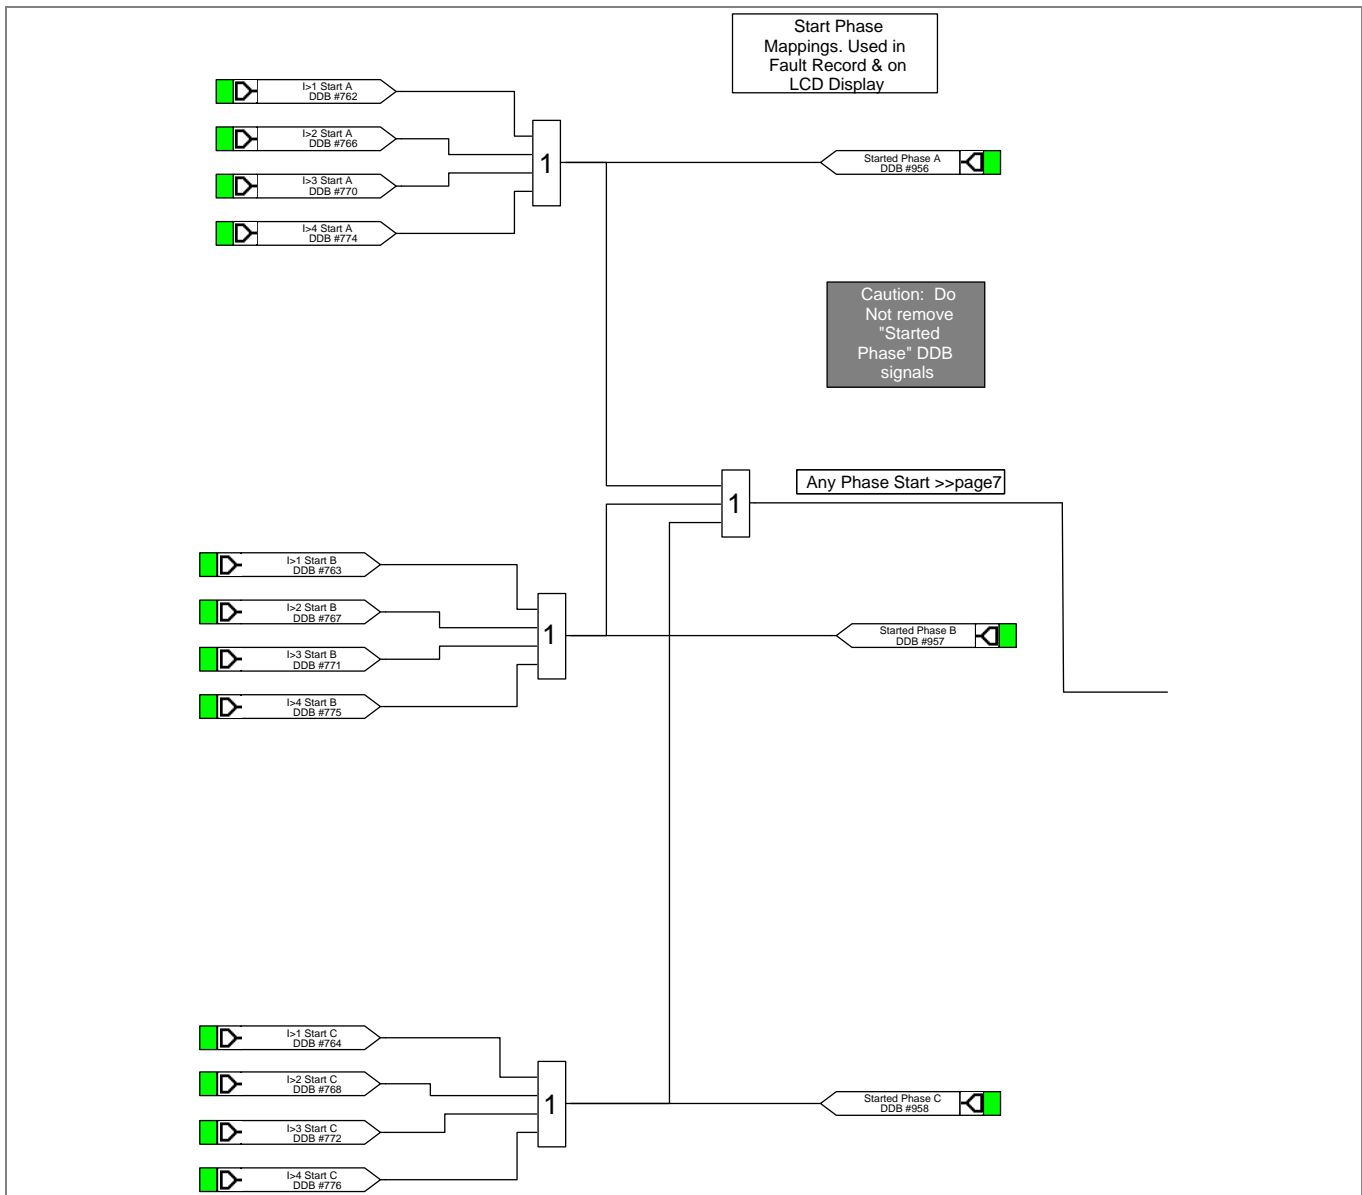 Start Phase
Mappings. Used in
Fault Record & on
LCD Display
I>1 Start A
DDB #762
I>2 Start A
DDB #766
I>3 Start A
DDB #770
I>4 Start A
DDB #774
1
Started Phase A
DDB #956
Caution: Do
Not remove
"Started
Phase" DDB
signals
1
Any Phase Start >>page7
I>1 Start B
DDB #763
I>2 Start B
DDB #767
I>3 Start B
DDB #771
I>4 Start B
DDB #775
1
Started Phase B
DDB #957
I>1 Start C
DDB #764
I>2 Start C
DDB #768
I>3 Start C
DDB #772
I>4 Start C
DDB #776
1
Started Phase C
DDB #958